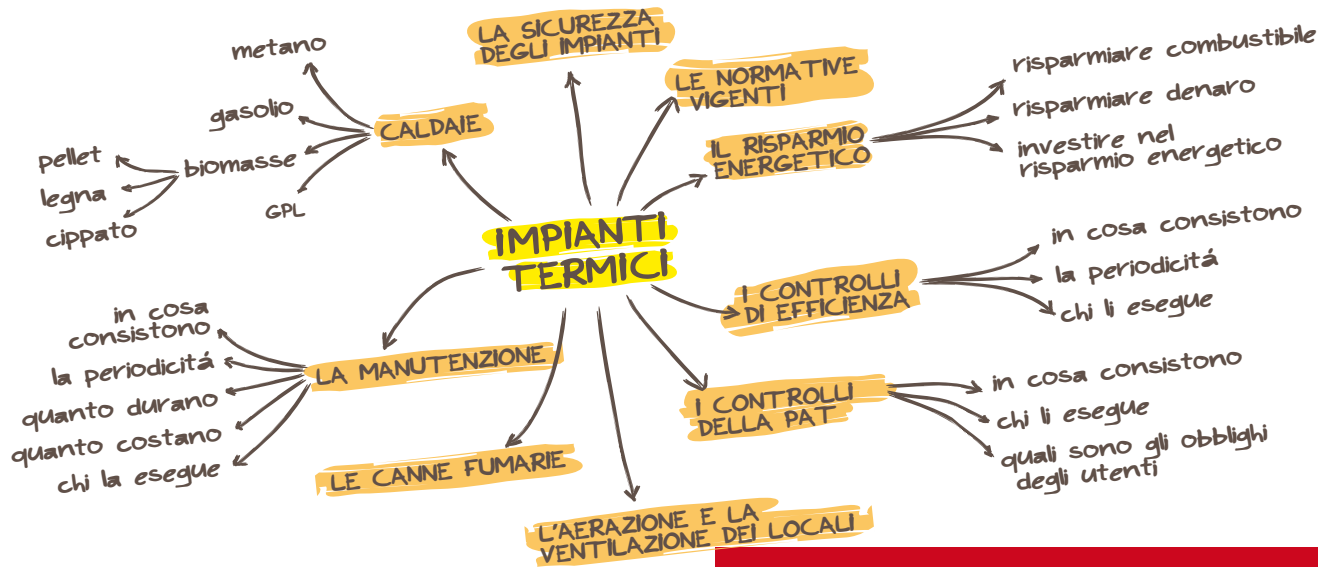 IMPIANTI
TERMICI
LA SICUREZZA
DEGLI IMPIANTI
LE NORMATIVE
VIGENTI
IL RISPARMIO
ENERGETICO
risparmiare combustibile
risparmiare denaro
investire nel
risparmio energetico
I CONTROLLI
DI EFFICIENZA
in cosa consistono
la periodicitá
chi li esegue
I CONTROLLI
DELLA PAT
in cosa consistono
chi li esegue
quali sono gli obblighi
degli utenti
L'AERAZIONE E LA
VENTILAZIONE DEI LOCALI
LE CANNE FUMARIE
LA MANUTENZIONE
in cosa
consistono
la periodicitá
quanto durano
quanto costano
chi la esegue
CALDAIE
metano
gasolio
biomasse
GPL
pellet
legna
cippato